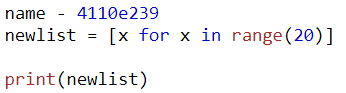 name - 4110e239
newlist = [x for x in range(20)]
print(newlist)